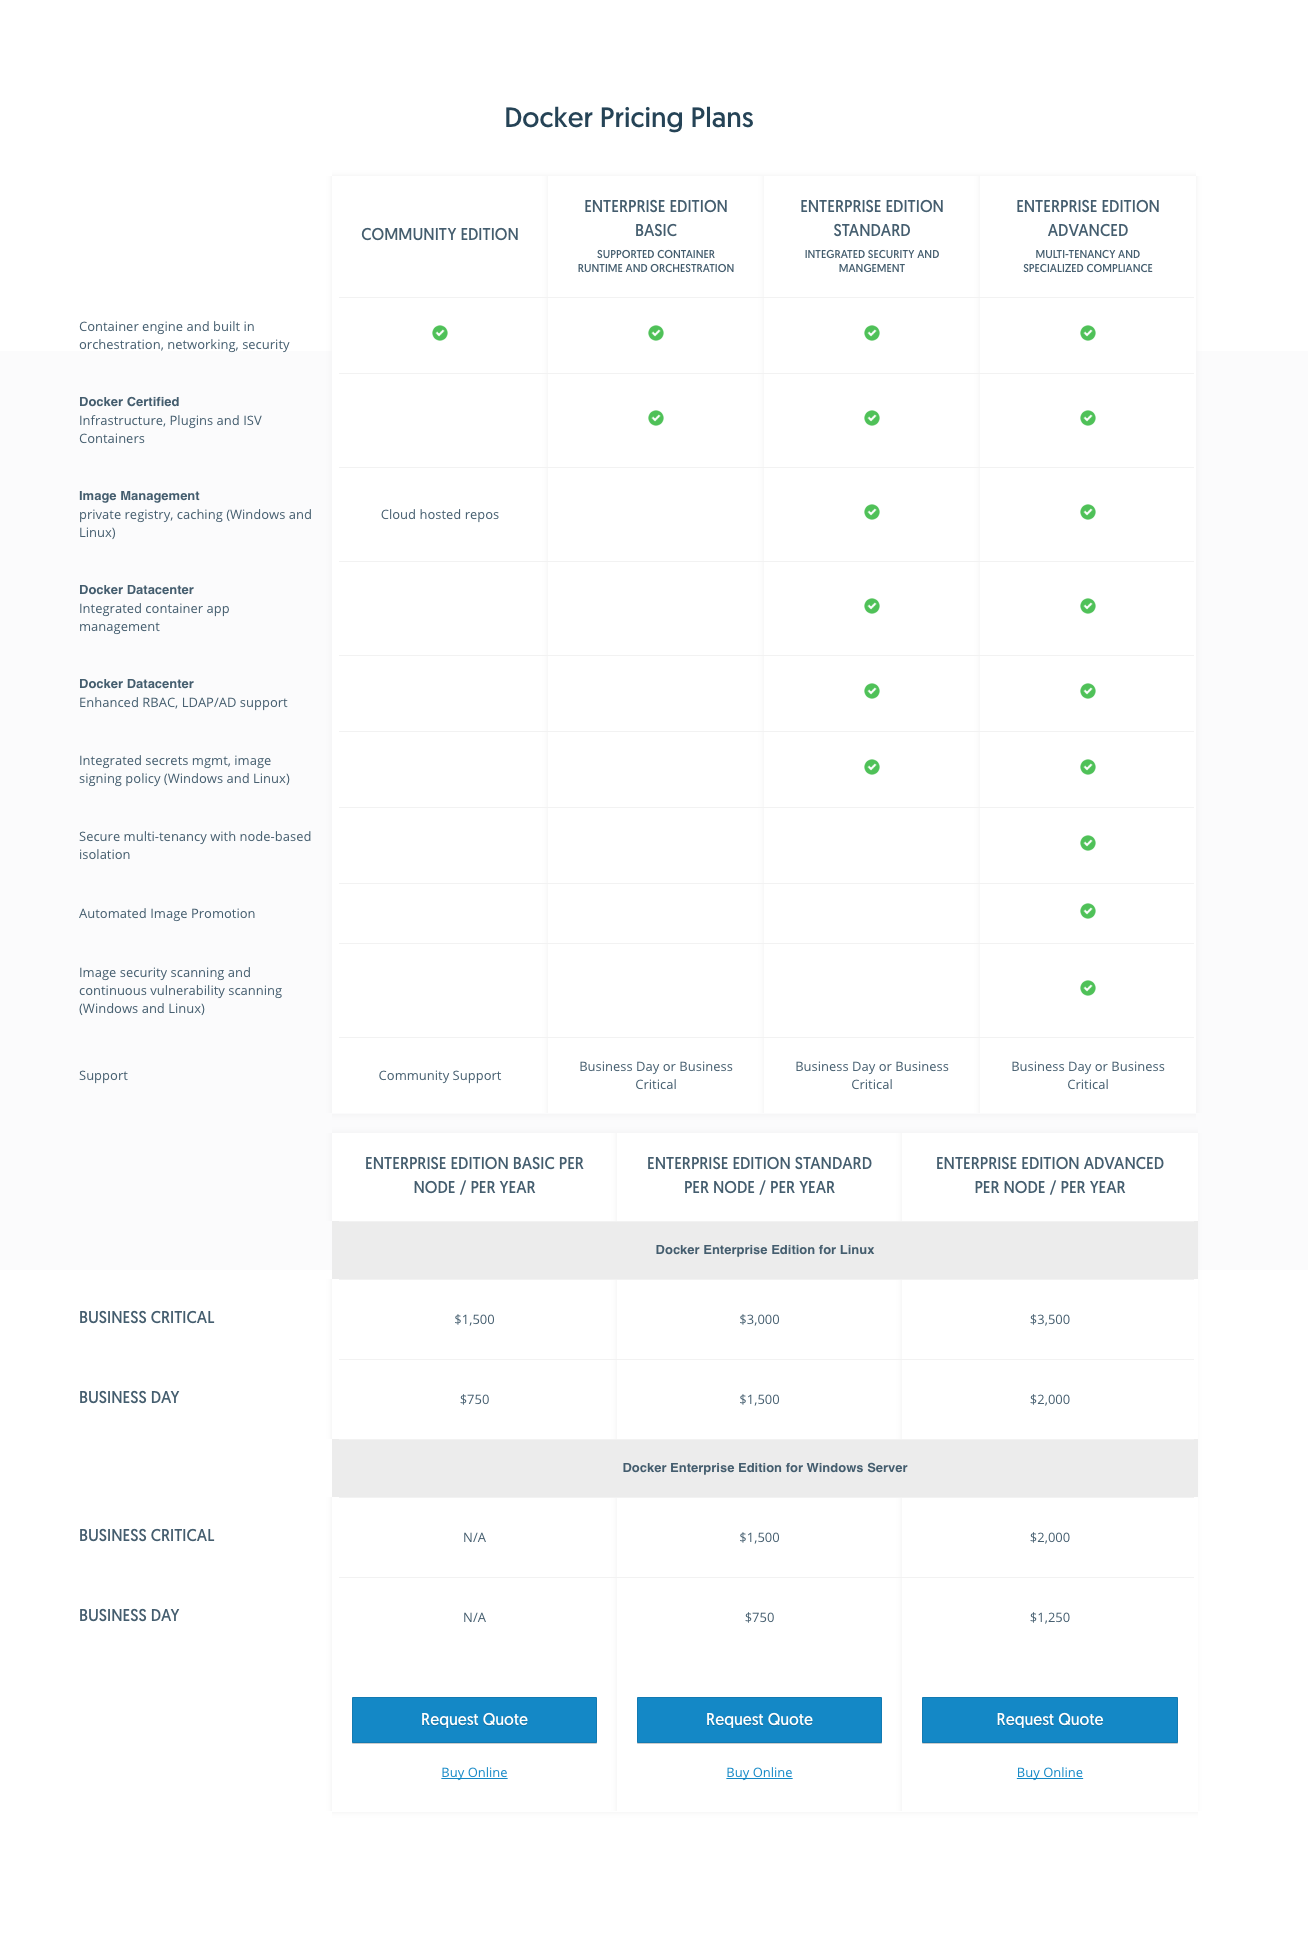 Docker Pricing Plans
COMMUNITY EDITION
ENTERPRISE EDITION
BASIC
SUPPORTED CONTAINER
RUNTIME AND ORCHESTRATION
ENTERPRISE EDITION
STANDARD
INTEGRATED SECURITY AND
MANGEMENT
ENTERPRISE EDITION
ADVANCED
MULTI-TENANCY AND
SPECIALIZED COMPLIANCE
Container engine and built in
orchestration, networking, security
Docker Certified
Infrastructure, Plugins and ISV
Containers
Image Management
private registry, caching (Windows and
Linux)
Cloud hosted repos
Docker Datacenter
Integrated container app
management
Docker Datacenter
Enhanced RBAC, LDAP/AD support
Integrated secrets mgmt, image
signing policy (Windows and Linux)
Secure multi-tenancy with node-based
isolation
Automated Image Promotion
Image security scanning and
continuous vulnerability scanning
(Windows and Linux)
Support
Community Support
Business Day or Business
Critical
Business Day or Business
Critical
Business Day or Business
Critical
ENTERPRISE EDITION BASIC PER
NODE / PER YEAR
ENTERPRISE EDITION STANDARD
PER NODE / PER YEAR
ENTERPRISE EDITION ADVANCED
PER NODE / PER YEAR
Docker Enterprise Edition for Linux
BUSINESS CRITICAL
$1,500
$3,000
$3,500
BUSINESS DAY
$750
$1,500
$2,000
Docker Enterprise Edition for Windows Server
BUSINESS CRITICAL
N/A
$1,500
$2,000
BUSINESS DAY
N/A
$750
$1,250
Request Quote
Request Quote
Request Quote
Buy Online
Buy Online
Buy Online